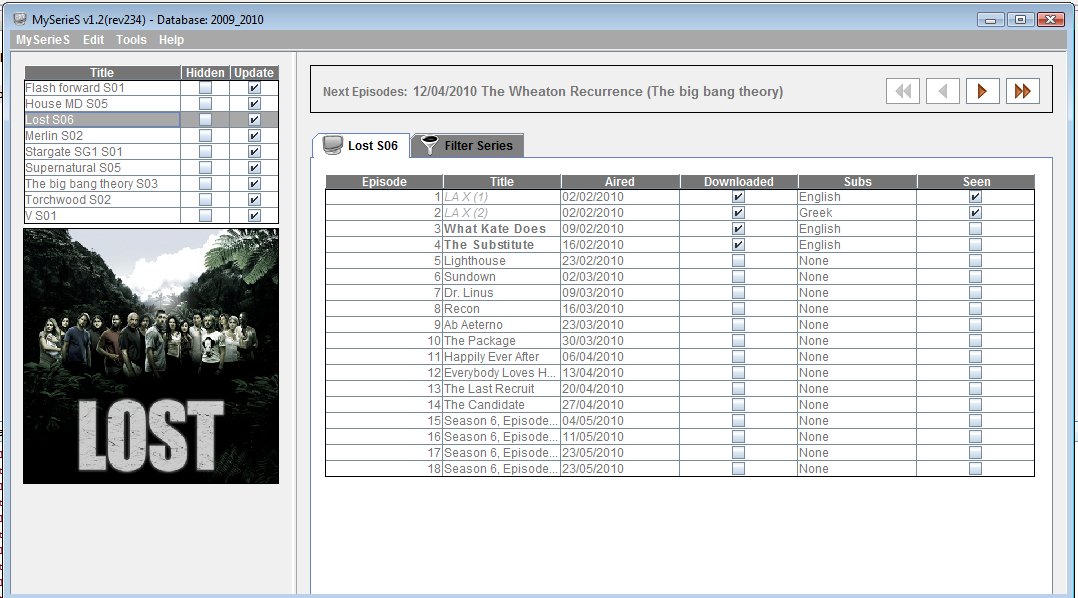 MySerieS v1.2(rev234) - Database: 2009_2010
MySerieS Edit Tools Help
Title Hidden Update
Flash forward S01
House MD S05
Lost S06
Merlin S02
Stargate SG1 S01
Supernatural S05
The big bang theory S03
Torchwood S02
V S01
LOST
Next Episodes: 12/04/2010 The Wheaton Recurrence (The big bang theory)
Lost S06 Filter Series
Episode Title Aired Downloaded Subs Seen
1 LA X (1) 02/02/2010 English
2 LA X (2) 02/02/2010 Greek
3 What Kate Does 09/02/2010 English
4 The Substitute 16/02/2010 English
5 Lighthouse 23/02/2010 None
6 Sundown 02/03/2010 None
7 Dr. Linus 09/03/2010 None
8 Recon 16/03/2010 None
9 Ab Aeterno 23/03/2010 None
10 The Package 30/03/2010 None
11 Happily Ever After 06/04/2010 None
12 Everybody Loves H... 13/04/2010 None
13 The Last Recruit 20/04/2010 None
14 The Candidate 27/04/2010 None
15 Season 6, Episode... 04/05/2010 None
16 Season 6, Episode... 11/05/2010 None
17 Season 6, Episode... 23/05/2010 None
18 Season 6, Episode... 23/05/2010 None